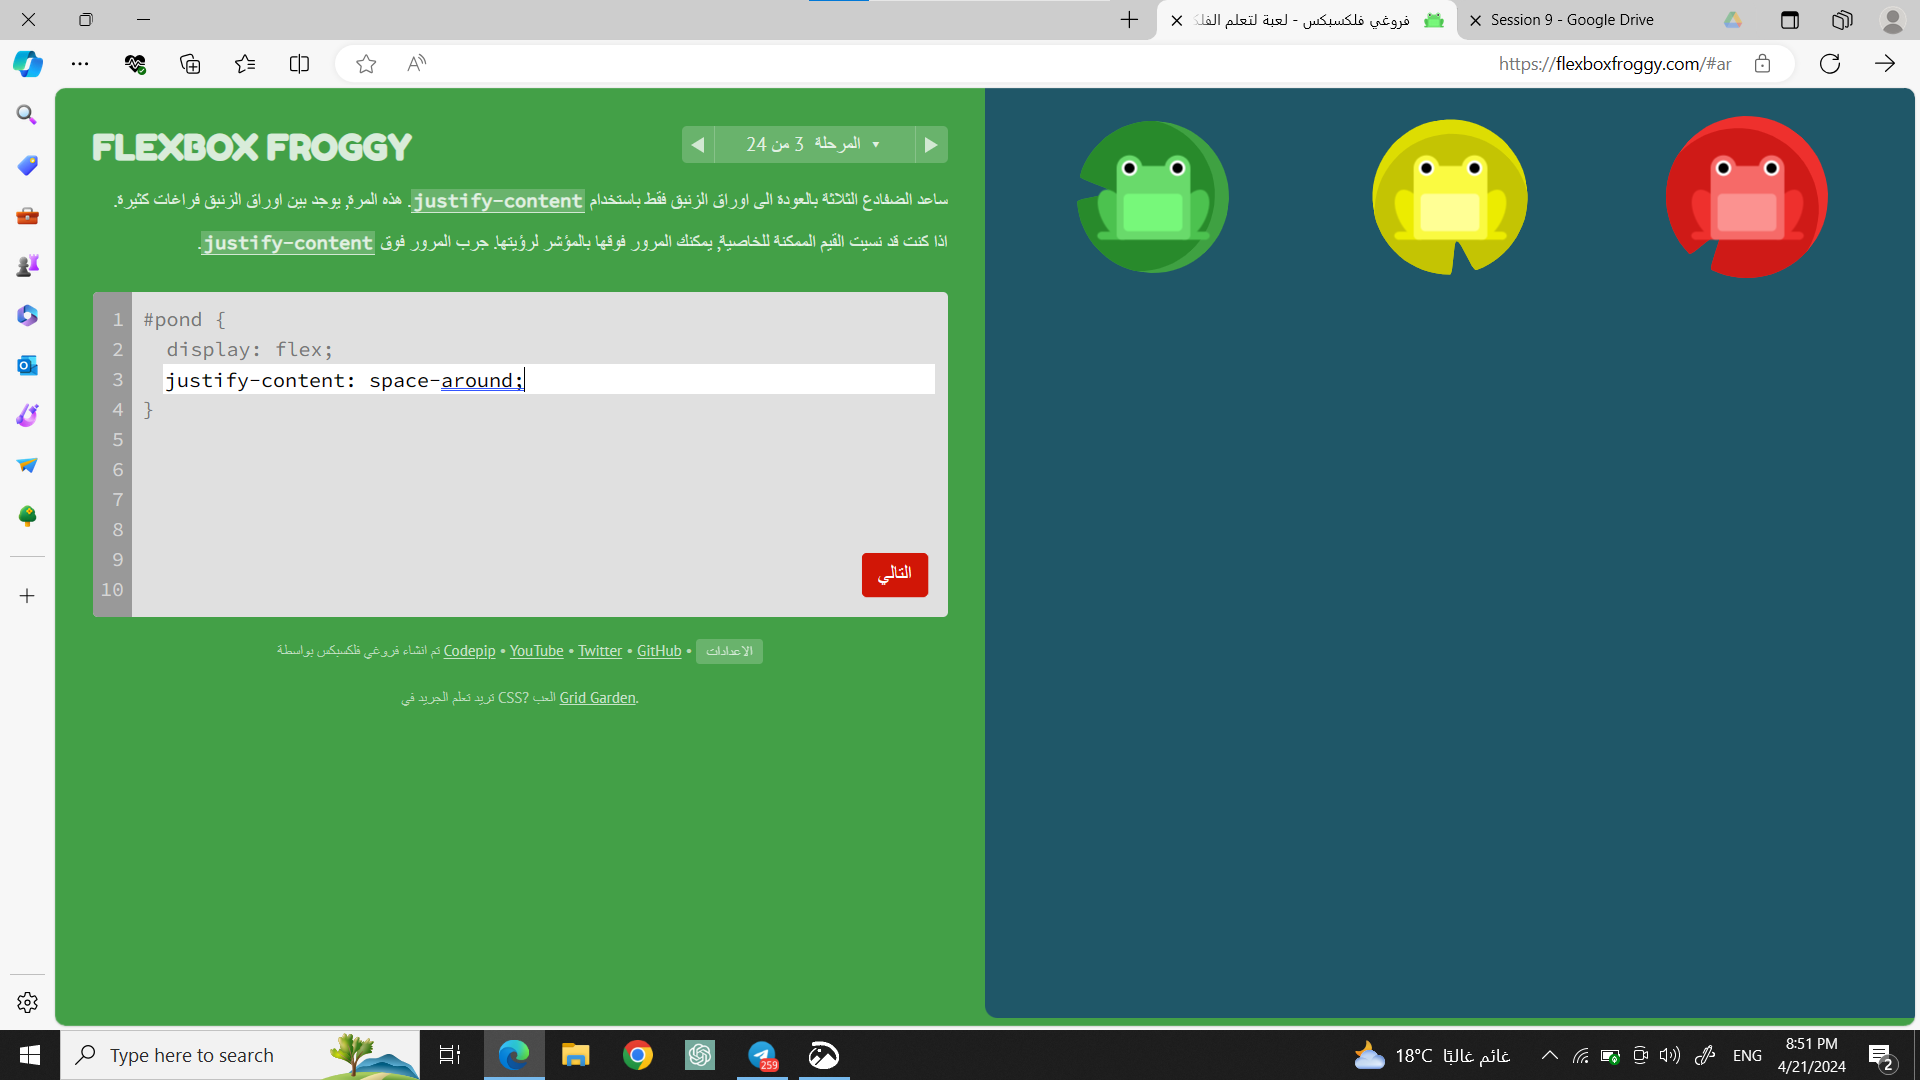 فروغي فلكسبكس - لعبة لتعلم الفلك
Session 9 - Google Drive
https://flexboxfroggy.com/#ar
FLEXBOX FROGGY
المرحلة 3 من 24
ساعد الضفادع الثلاثة بالعودة الى اوراق الزنبق فقط باستخدام justify-content. هذه المرة, يوجد بين اوراق الزنبق فراغات كثيرة.
اذا كنت قد نسيت القيم الممكنة للخاصية, يمكنك المرور فوقها بالمؤشر لرؤيتها. جرب المرور فوق justify-content.
1 #pond {
2 display: flex;
3 justify-content: space-around;
4 }
5
6
7
8
9
10
التالي
تم انشاء فروغي فلكسبكس بواسطة Codepip • YouTube • Twitter • GitHub • الاعدادات
تريد تعلم الجريد في CSS? العب Grid Garden.
Type here to search
259
18°C غائم غالبًا
ENG
8:51 PM
4/21/2024
2